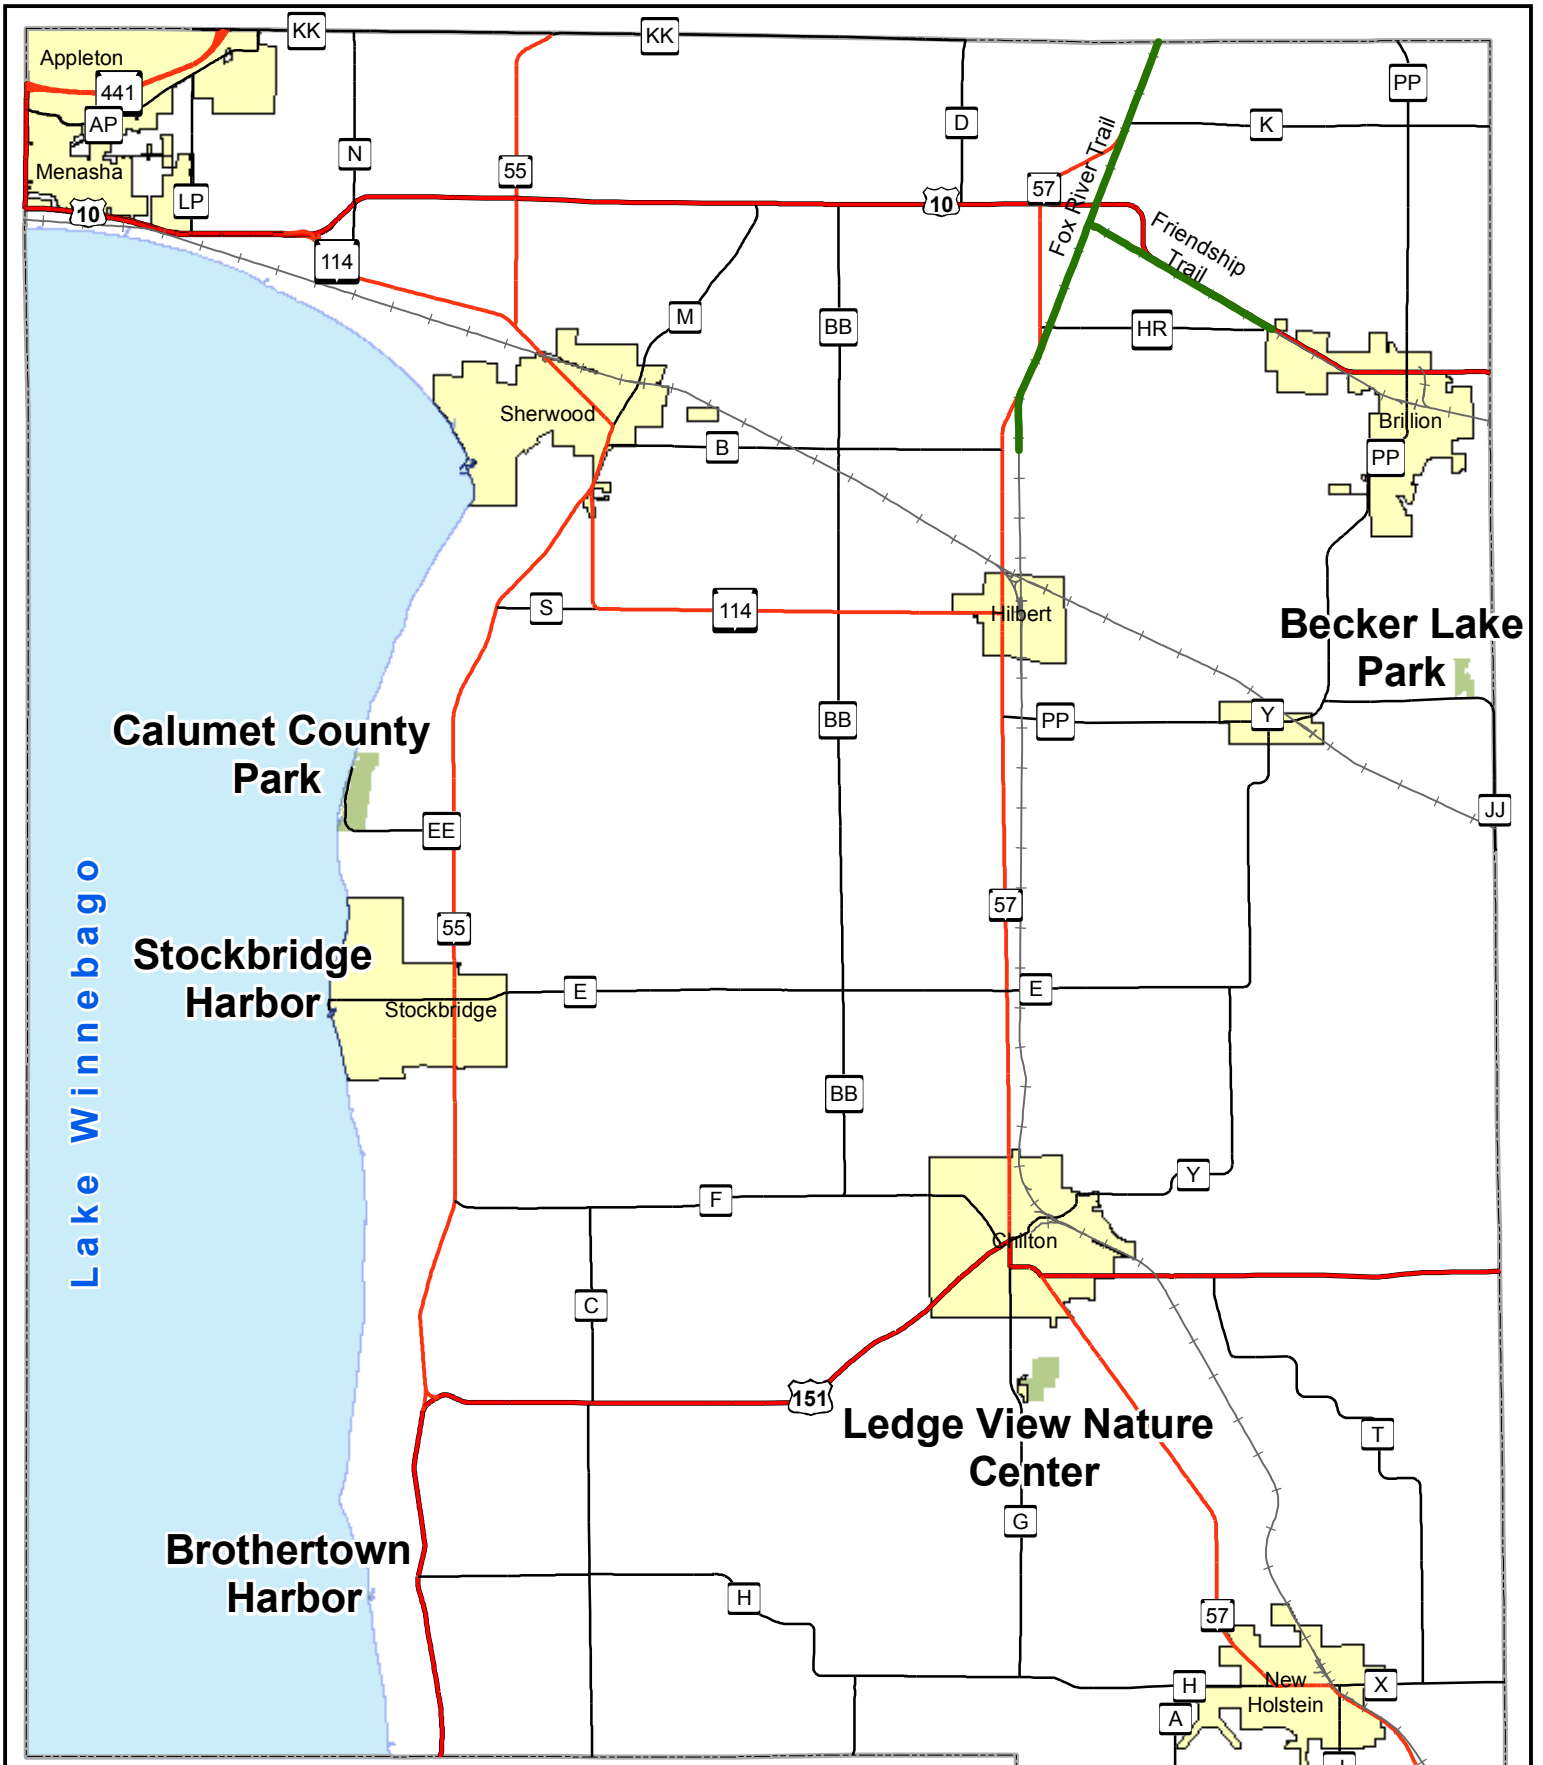 KK
KK
Appleton
441
PP
AP
D
K
N
Menasha
55
LP
57
10
10
Fox River Trail
Friendship
Trail
114
M
BB
HR
Sherwood
Brillion
B
PP
S
114
Hilbert
Becker Lake
Park
Calumet County
Park
BB
PP
Y
EE
JJ
Lake Winnebago
55
57
Stockbridge
Harbor
E
E
Stockbridge
BB
Y
F
Chilton
C
151
Ledge View Nature
Center
T
G
Brothertown
Harbor
H
57
H
New
Holstein
X
A